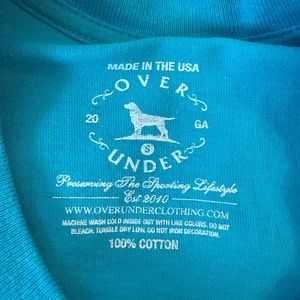 MADE IN THE USA
OVER
20 GA
S
UNDER
Preserving The Sporting Lifestyle
Est 2010
WWW.OVERUNDERCLOTHING.COM
MACHINE WASH COLD INSIDE OUT WITH LIKE COLORS. DO NOT
BLEACH. TUMBLE DRY LOW. DO NOT IRON DECORATION.
100% COTTON